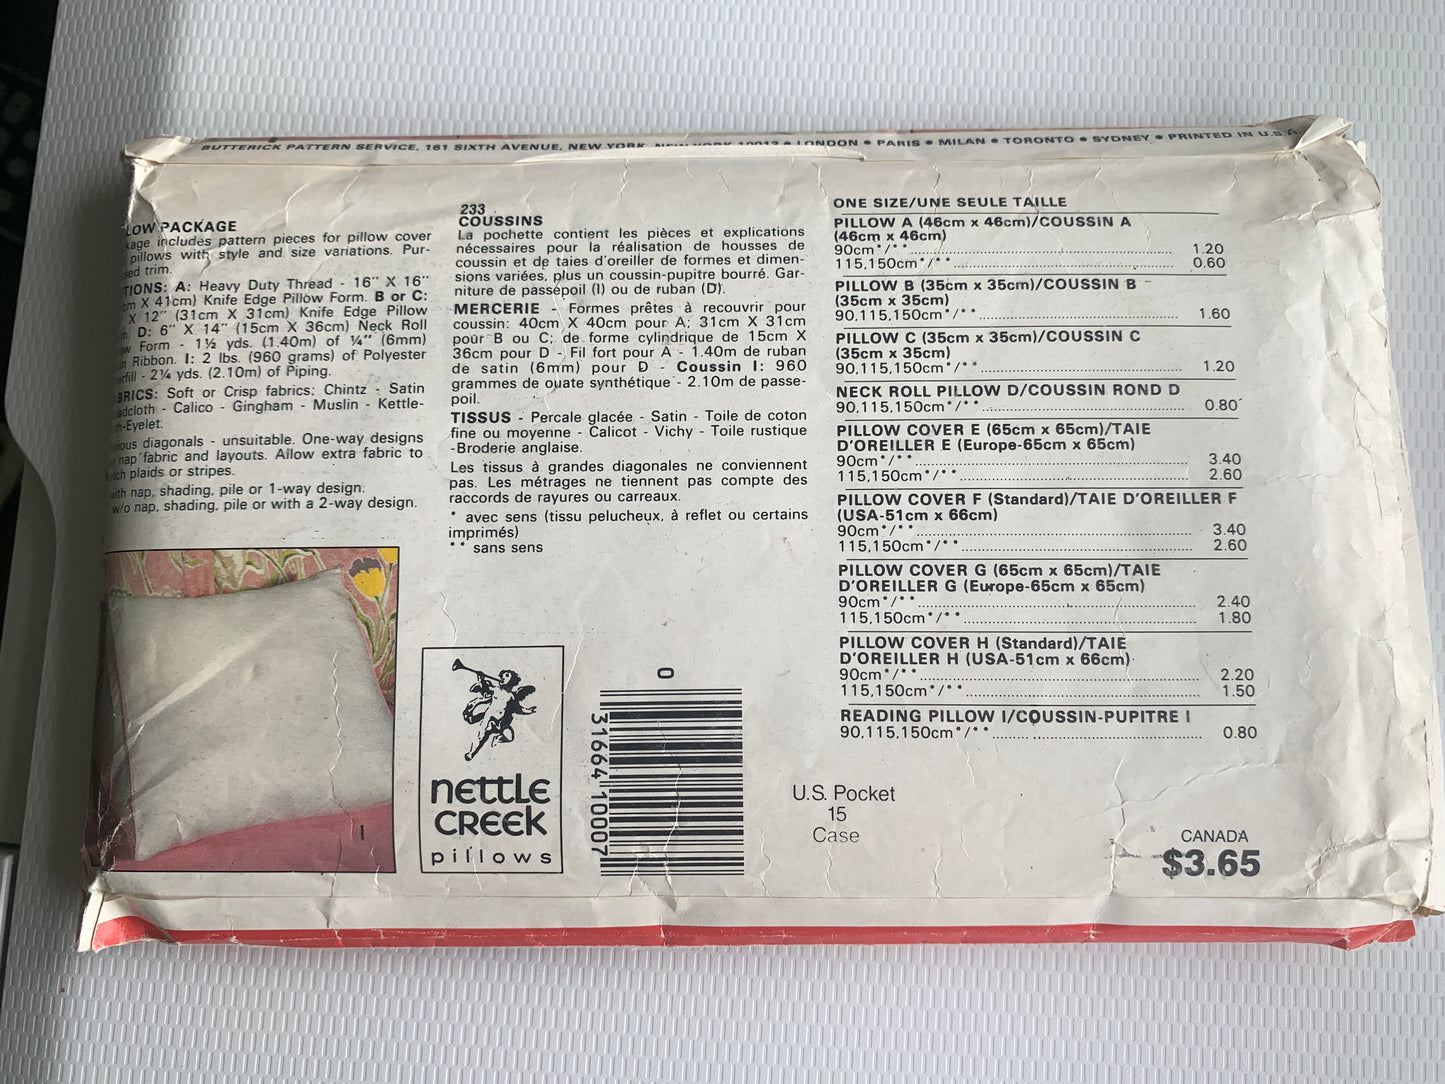 BUTTERICK PATTERN SERVICE, 161 SIXTH AVENUE, NEW YORK, NEW YORK 10013 • LONDON • PARIS • MILAN • TORONTO • SYDNEY • PRINTED IN U.S.A.
LOW PACKAGE
kage includes pattern pieces for pillow cover
pillows with style and size variations. Pur-
sed trim.
TIONS: A: Heavy Duty Thread - 16" X 16"
cm X 41cm) Knife Edge Pillow Form. B or C:
X 12" (31cm X 31cm) Knife Edge Pillow
D: 6" X 14" (15cm X 36cm) Neck Roll
w Form - 1½ yds. (1.40m) of ¼" (6mm)
n Ribbon. I: 2 lbs. (960 grams) of Polyester
erfill - 2¼ yds. (2.10m) of Piping.
BRICS: Soft or Crisp fabrics; Chintz - Satin
adcloth - Calico - Gingham - Muslin - Kettle-
th-Eyelet.
ious diagonals - unsuitable. One-way designs
nap fabric and layouts. Allow extra fabric to
tch plaids or stripes.
ith nap, shading, pile or 1-way design.
w/o nap, shading, pile or with a 2-way design.
I
233
COUSSINS
La pochette contient les pièces et explications
nécessaires pour la réalisation de housses de
coussin et de taies d'oreiller de formes et dimen-
sions variées, plus un coussin-pupitre bourré. Gar-
niture de passepoil (I) ou de ruban (D).
MERCERIE - Formes prêtes à recouvrir pour
coussin: 40cm X 40cm pour A; 31cm X 31cm
pour B ou C; de forme cylindrique de 15cm X
36cm pour D - Fil fort pour A - 1.40m de ruban
de satin (6mm) pour D - Coussin I: 960
grammes de ouate synthétique - 2.10m de passe-
poil.
TISSUS - Percale glacée - Satin - Toile de coton
fine ou moyenne - Calicot - Vichy - Toile rustique
-Broderie anglaise.
Les tissus à grandes diagonales ne conviennent
pas. Les métrages ne tiennent pas compte des
raccords de rayures ou carreaux.
* avec sens (tissu pelucheux, à reflet ou certains
imprimés)
** sans sens
nettle
creek
pillows
0
31664 10007
ONE SIZE/UNE SEULE TAILLE
PILLOW A (46cm x 46cm)/COUSSIN A
(46cm x 46cm)
90cm*/** 1.20
115,150cm*/** 0.60
PILLOW B (35cm x 35cm)/COUSSIN B
(35cm x 35cm)
90,115,150cm*/** 1.60
PILLOW C (35cm x 35cm)/COUSSIN C
(35cm x 35cm)
90,115,150cm*/** 1.20
NECK ROLL PILLOW D/COUSSIN ROND D
90,115,150cm*/** 0.80
PILLOW COVER E (65cm x 65cm)/TAIE
D'OREILLER E (Europe-65cm x 65cm)
90cm*/** 3.40
115,150cm*/** 2.60
PILLOW COVER F (Standard)/TAIE D'OREILLER F
(USA-51cm x 66cm)
90cm*/** 3.40
115,150cm*/** 2.60
PILLOW COVER G (65cm x 65cm)/TAIE
D'OREILLER G (Europe-65cm x 65cm)
90cm*/** 2.40
115,150cm*/** 1.80
PILLOW COVER H (Standard)/TAIE
D'OREILLER H (USA-51cm x 66cm)
90cm*/** 2.20
115,150cm*/** 1.50
READING PILLOW I/COUSSIN-PUPITRE I
90,115,150cm*/** 0.80
U.S. Pocket
15
Case
CANADA
$3.65